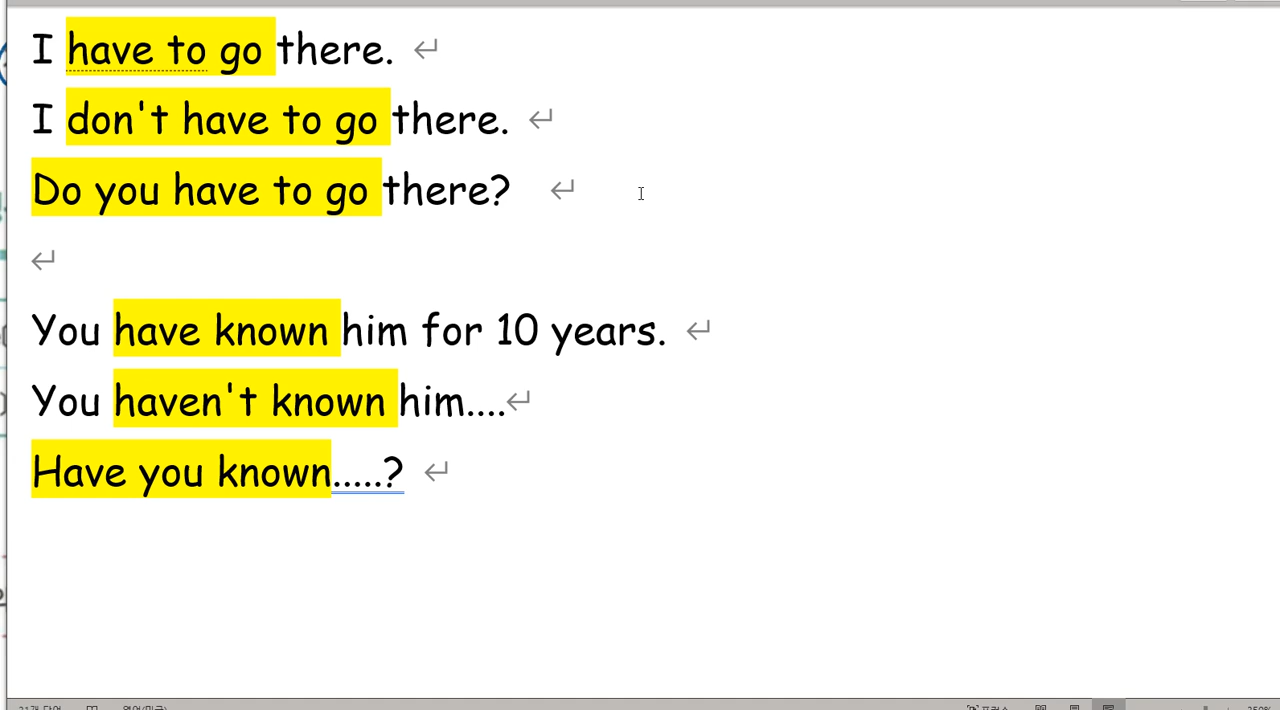 I have to go there.
I don't have to go there.
Do you have to go there?
You have known him for 10 years.
You haven't known him....
Have you known.....?